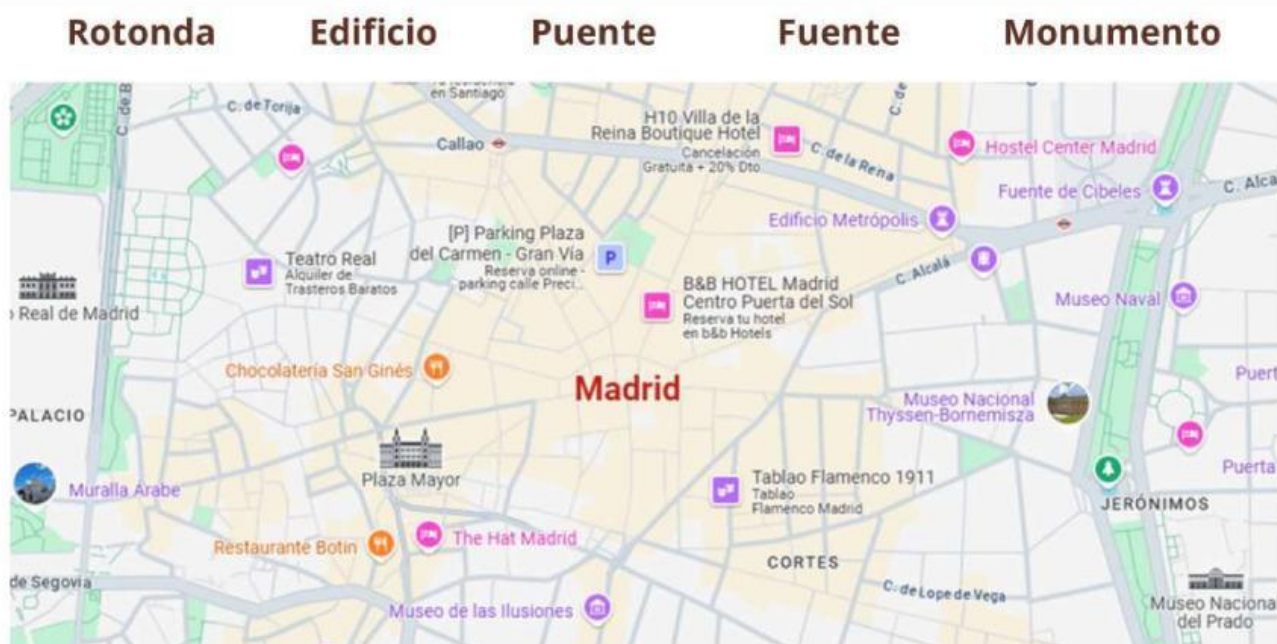 Rotonda Edificio Puente Fuente Monumento
en Santiago
C. de Torija
C. de B
C. de
Callao
H10 Villa de la
Reina Boutique Hotel
Cancelación
Gratuita + 20% Dto
C. de la Reina
Hostel Center Madrid
Fuente de Cibeles
C. Alca
Edificio Metrópolis
[P] Parking Plaza
del Carmen - Gran Vía
Reserva online -
parking calle Preci...
Teatro Real
Alquiler de
Trasteros Baratos
C. Alcalá
B&B HOTEL Madrid
Centro Puerta del Sol
Reserva tu hotel
en b&b Hotels
Museo Naval
o Real de Madrid
Chocolatería San Ginés
Madrid
Puert
Museo Nacional
Thyssen-Bornemisza
PALACIO
Plaza Mayor
Muralla Árabe
Tablao Flamenco 1911
Tablao
Flamenco Madrid
Puerta
JERÓNIMOS
Restaurante Botín
The Hat Madrid
CORTES
de Segovia
C. de Lope de Vega
Museo de las Ilusiones
Museo Naciona
del Prado